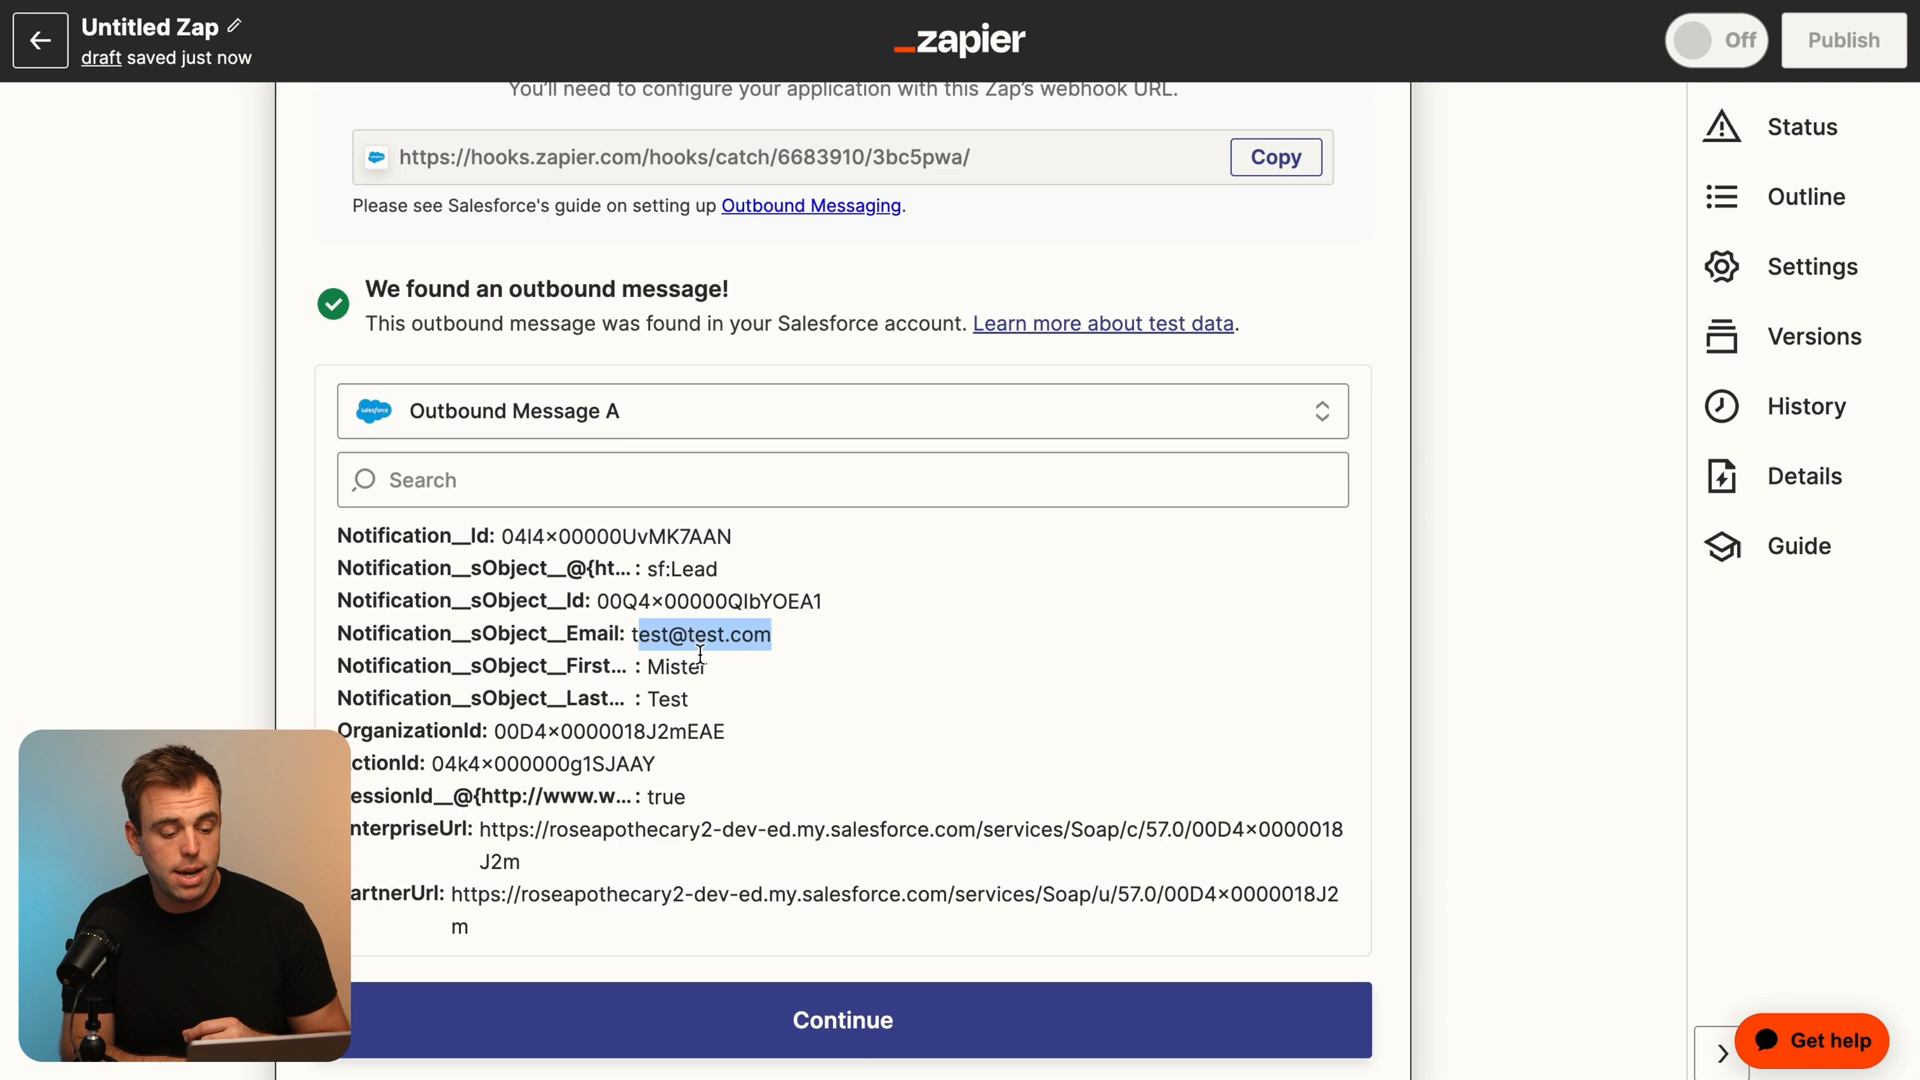 Untitled Zap
draft saved just now
_zapier
Off
Publish
You'll need to configure your application with this Zap's webhook URL.
https://hooks.zapier.com/hooks/catch/6683910/3bc5pwa/
Copy
Please see Salesforce's guide on setting up Outbound Messaging.
We found an outbound message!
This outbound message was found in your Salesforce account. Learn more about test data.
salesforce
Outbound Message A
Search
Notification__Id: 04l4x00000UvMK7AAN
Notification__sObject__@{ht... : sf:Lead
Notification__sObject__Id: 00Q4x00000QIbYOEA1
Notification__sObject__Email: test@test.com
Notification__sObject__First... : Mister
Notification__sObject__Last... : Test
OrganizationId: 00D4x0000018J2mEAE
ctionId: 04k4x000000g1SJAAY
essionId__@{http://www.w... : true
nterpriseUrl: https://roseapothecary2-dev-ed.my.salesforce.com/services/Soap/c/57.0/00D4x0000018
J2m
artnerUrl: https://roseapothecary2-dev-ed.my.salesforce.com/services/Soap/u/57.0/00D4x0000018J2
m
Continue
Status
Outline
Settings
Versions
History
Details
Guide
Get help